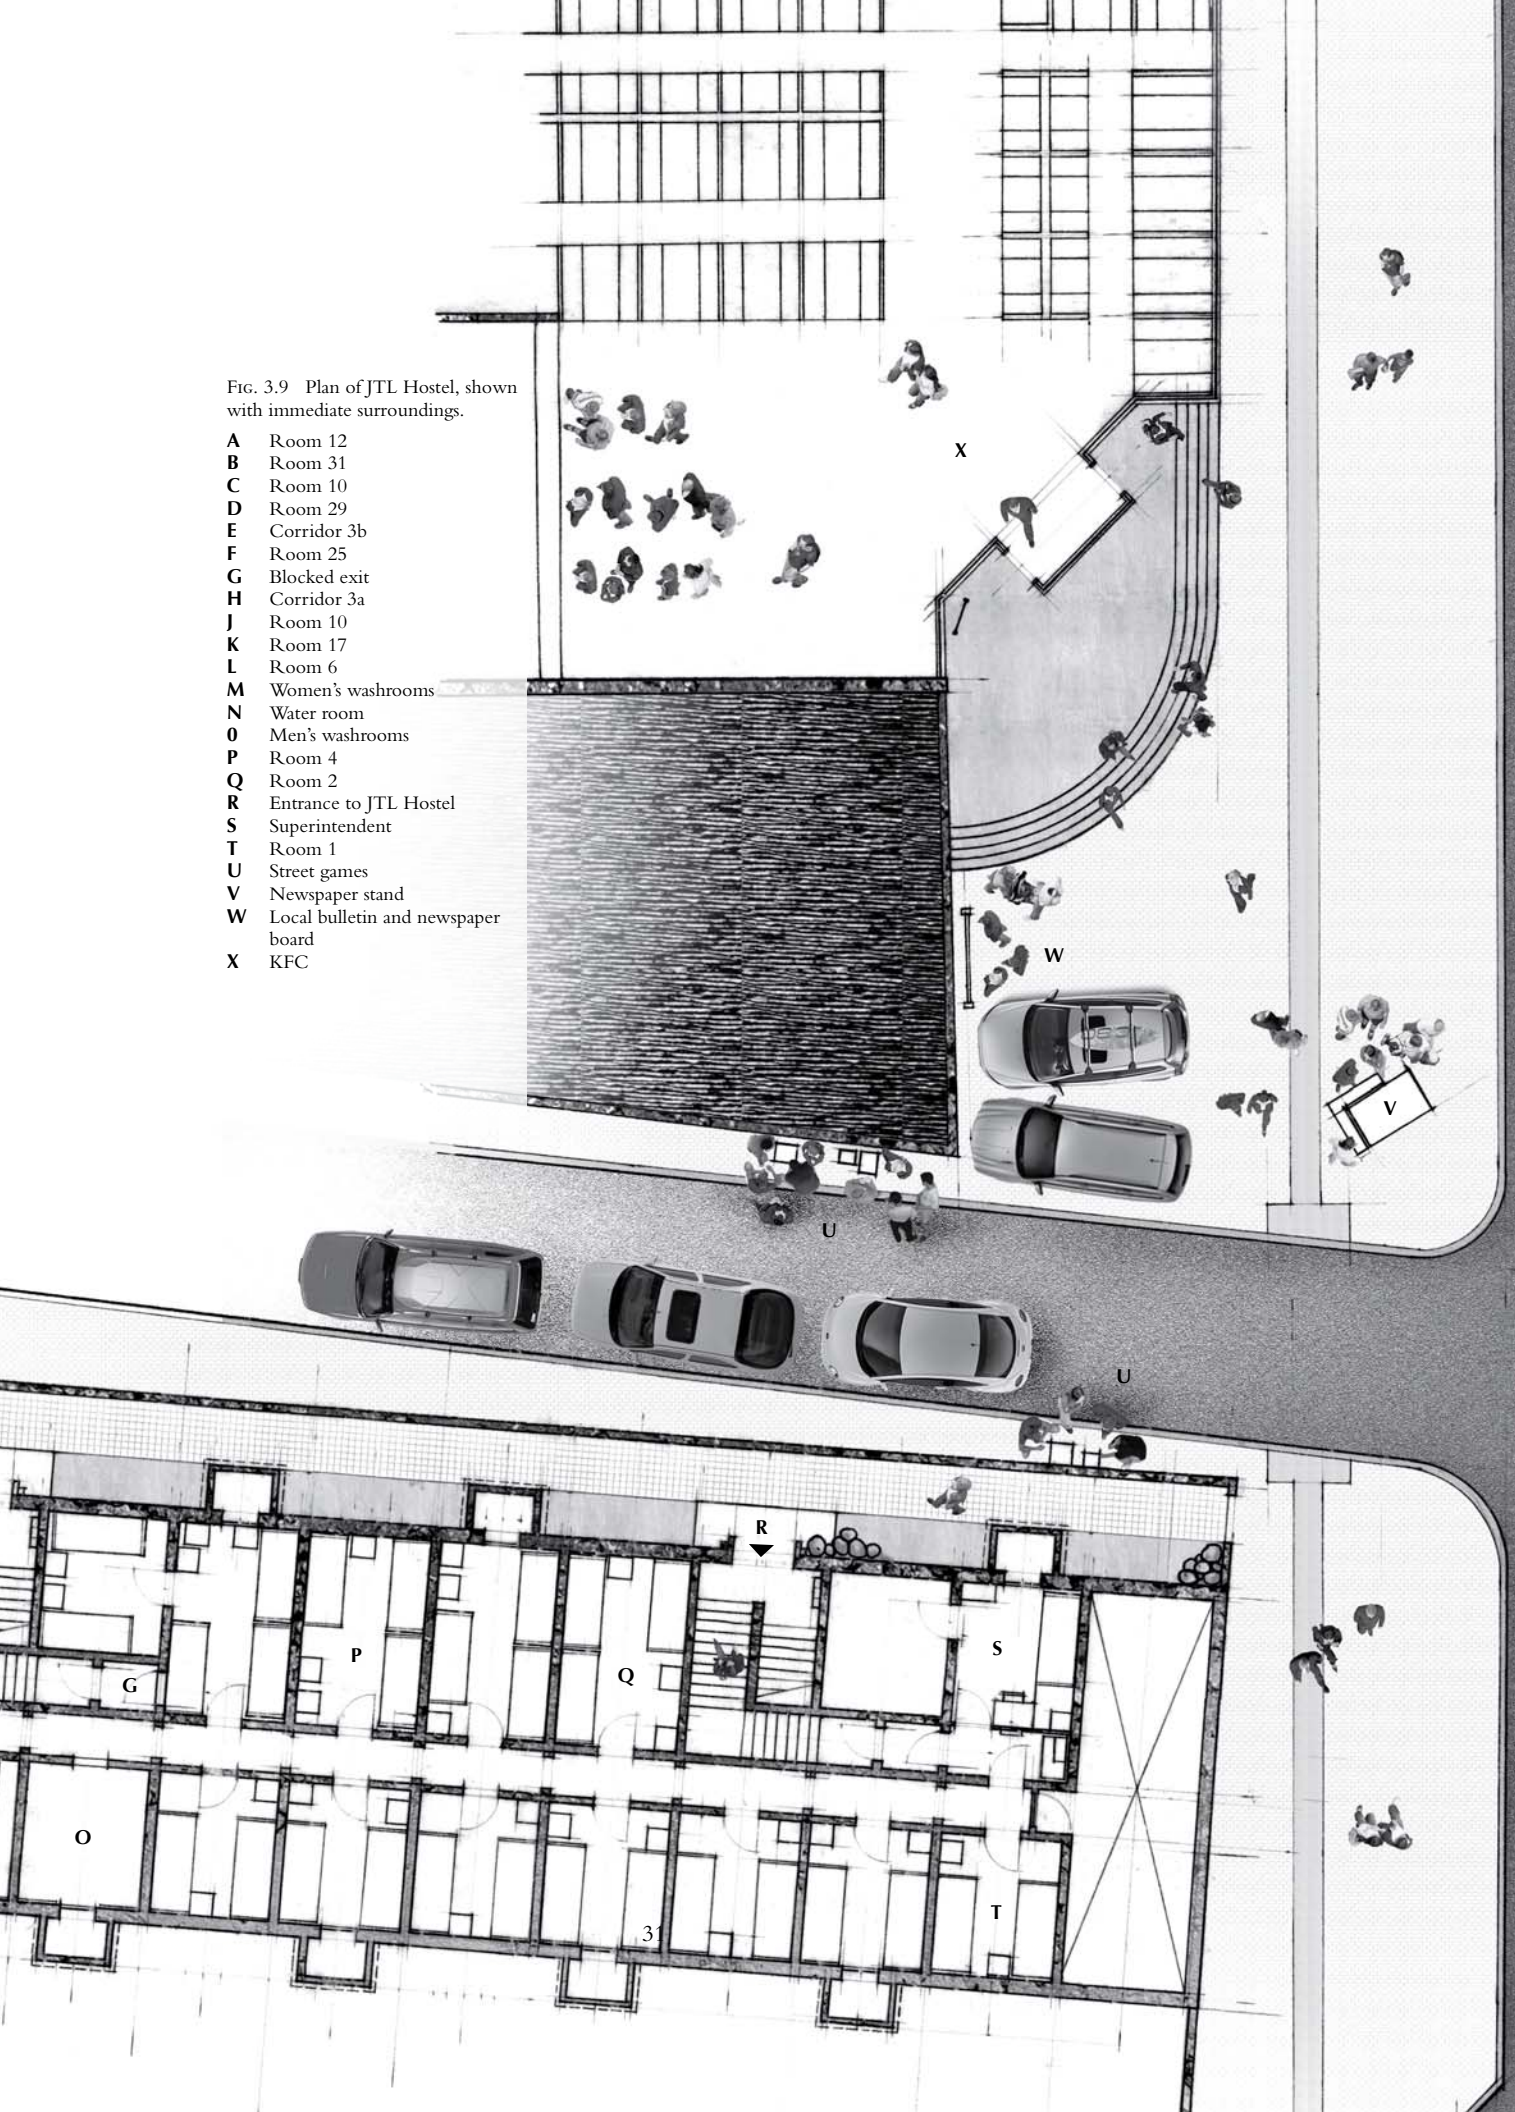 FIG. 3.9 Plan of JTL Hostel, shown
with immediate surroundings.
A Room 12
B Room 31
C Room 10
D Room 29
E Corridor 3b
F Room 25
G Blocked exit
H Corridor 3a
J Room 10
K Room 17
L Room 6
M Women’s washrooms
N Water room
0 Men’s washrooms
P Room 4
Q Room 2
R Entrance to JTL Hostel
S Superintendent
T Room 1
U Street games
V Newspaper stand
W Local bulletin and newspaper
board
X KFC
X
W
V
U
U
R
S
P
Q
G
O
T
31